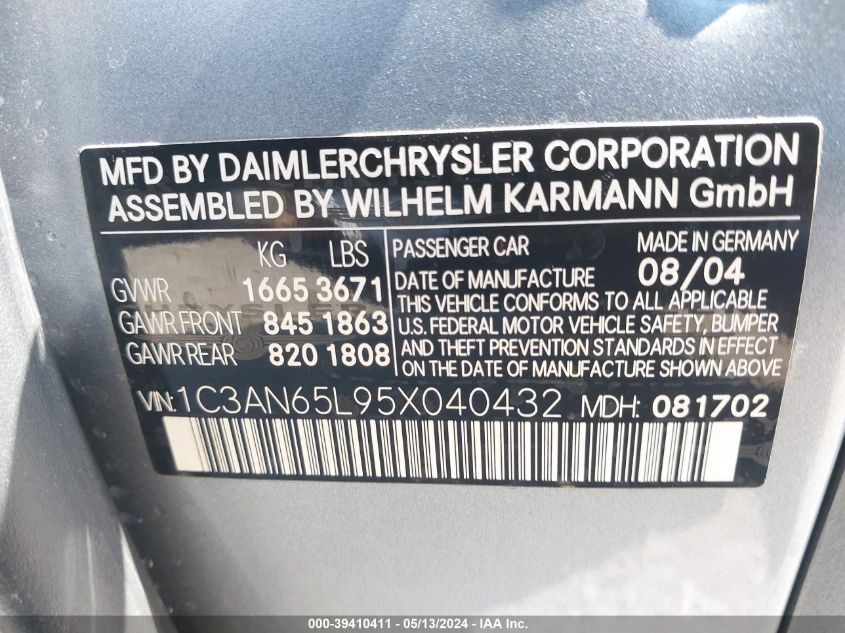 MFD BY DAIMLERCHRYSLER CORPORATION
ASSEMBLED BY WILHELM KARMANN GmbH
KG LBS
GVWR 1665 3671
GAWR FRONT 845 1863
GAWR REAR 820 1808
PASSENGER CAR MADE IN GERMANY
DATE OF MANUFACTURE 08/04
THIS VEHICLE CONFORMS TO ALL APPLICABLE
U.S. FEDERAL MOTOR VEHICLE SAFETY, BUMPER
AND THEFT PREVENTION STANDARDS IN EFFECT
ON THE DATE OF MANUFACTURE SHOWN ABOVE
VIN: 1C3AN65L95X040432 MDH: 081702
000-39410411 - 05/13/2024 - IAA Inc.